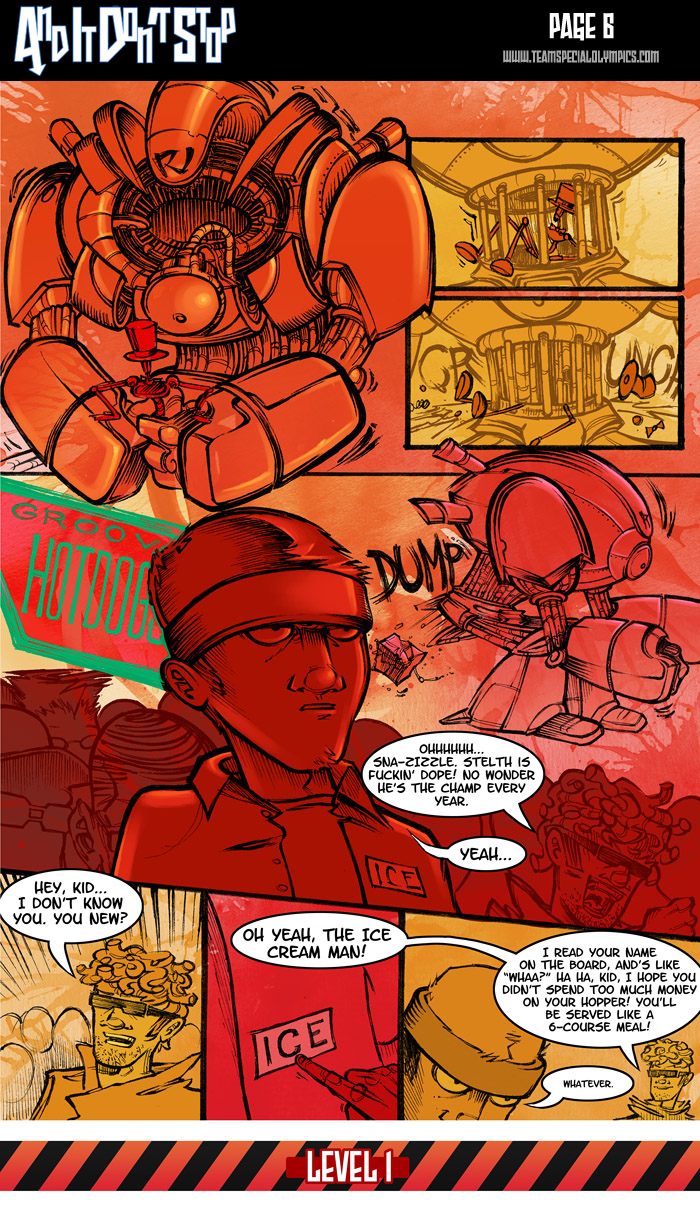 AND IT DON'T STOP
PAGE 6
WWW.TEAMSPECIALOLYMPICS.COM
CR
UNCH
GROOV
HOTDOGS
DUMP
OHHHHHH...
SNA-ZIZZLE. STELTH IS
FUCKIN' DOPE! NO WONDER
HE'S THE CHAMP EVERY
YEAR.
YEAH...
ICE
HEY, KID...
I DON'T KNOW
YOU. YOU NEW?
OH YEAH, THE ICE
CREAM MAN!
ICE
I READ YOUR NAME
ON THE BOARD, AND'S LIKE
"WHAA?" HA HA, KID, I HOPE YOU
DIDN'T SPEND TOO MUCH MONEY
ON YOUR HOPPER! YOU'LL
BE SERVED LIKE A
6-COURSE MEAL!
WHATEVER.
LEVEL 1